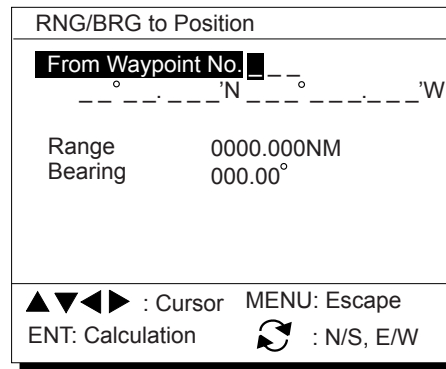 RNG/BRG to Position
From Waypoint No. _ _ _
_ _°_ _. _ _ _'N _ _ _°_ _ _._ _ _'W
Range 0000.000NM
Bearing 000.00°
▲▼◀▶ : Cursor MENU: Escape
ENT: Calculation : N/S, E/W